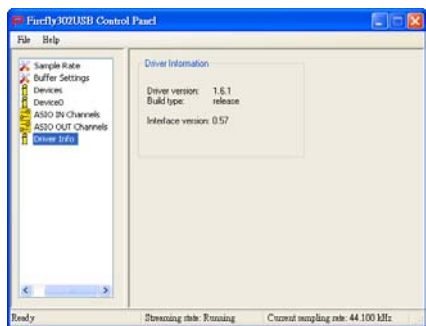 Firefly302USB Control Panel
File Help
Sample Rate
Buffer Settings
Devices
Device0
ASIO IN Channels
ASIO OUT Channels
Driver Info
Driver Information
Driver version: 1.6.1
Build type: release
Interface version: 0.57
Ready
Streaming state: Running
Current sampling rate: 44.100 kHz